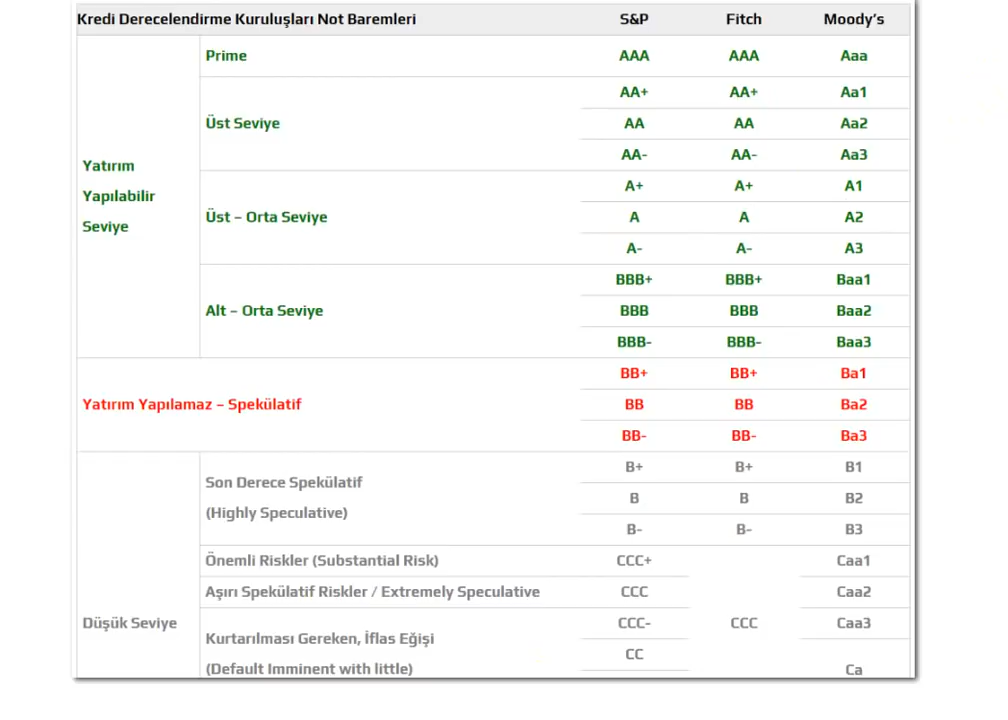 Kredi Derecelendirme Kuruluşları Not Baremleri S&P Fitch Moody's
Prime AAA AAA Aaa
AA+ AA+ Aa1
Üst Seviye AA AA Aa2
AA- AA- Aa3
Yatırım
Yapılabilir
Seviye
A+ A+ A1
Üst – Orta Seviye A A A2
A- A- A3
BBB+ BBB+ Baa1
Alt – Orta Seviye BBB BBB Baa2
BBB- BBB- Baa3
BB+ BB+ Ba1
Yatırım Yapılamaz – Spekülatif BB BB Ba2
BB- BB- Ba3
B+ B+ B1
Son Derece Spekülatif
(Highly Speculative)
B B B2
B- B- B3
Önemli Riskler (Substantial Risk) CCC+ Caa1
Aşırı Spekülatif Riskler / Extremely Speculative CCC Caa2
Düşük Seviye CCC- CCC Caa3
Kurtarılması Gereken, İflas Eğişi
(Default Imminent with little)
CC
Ca